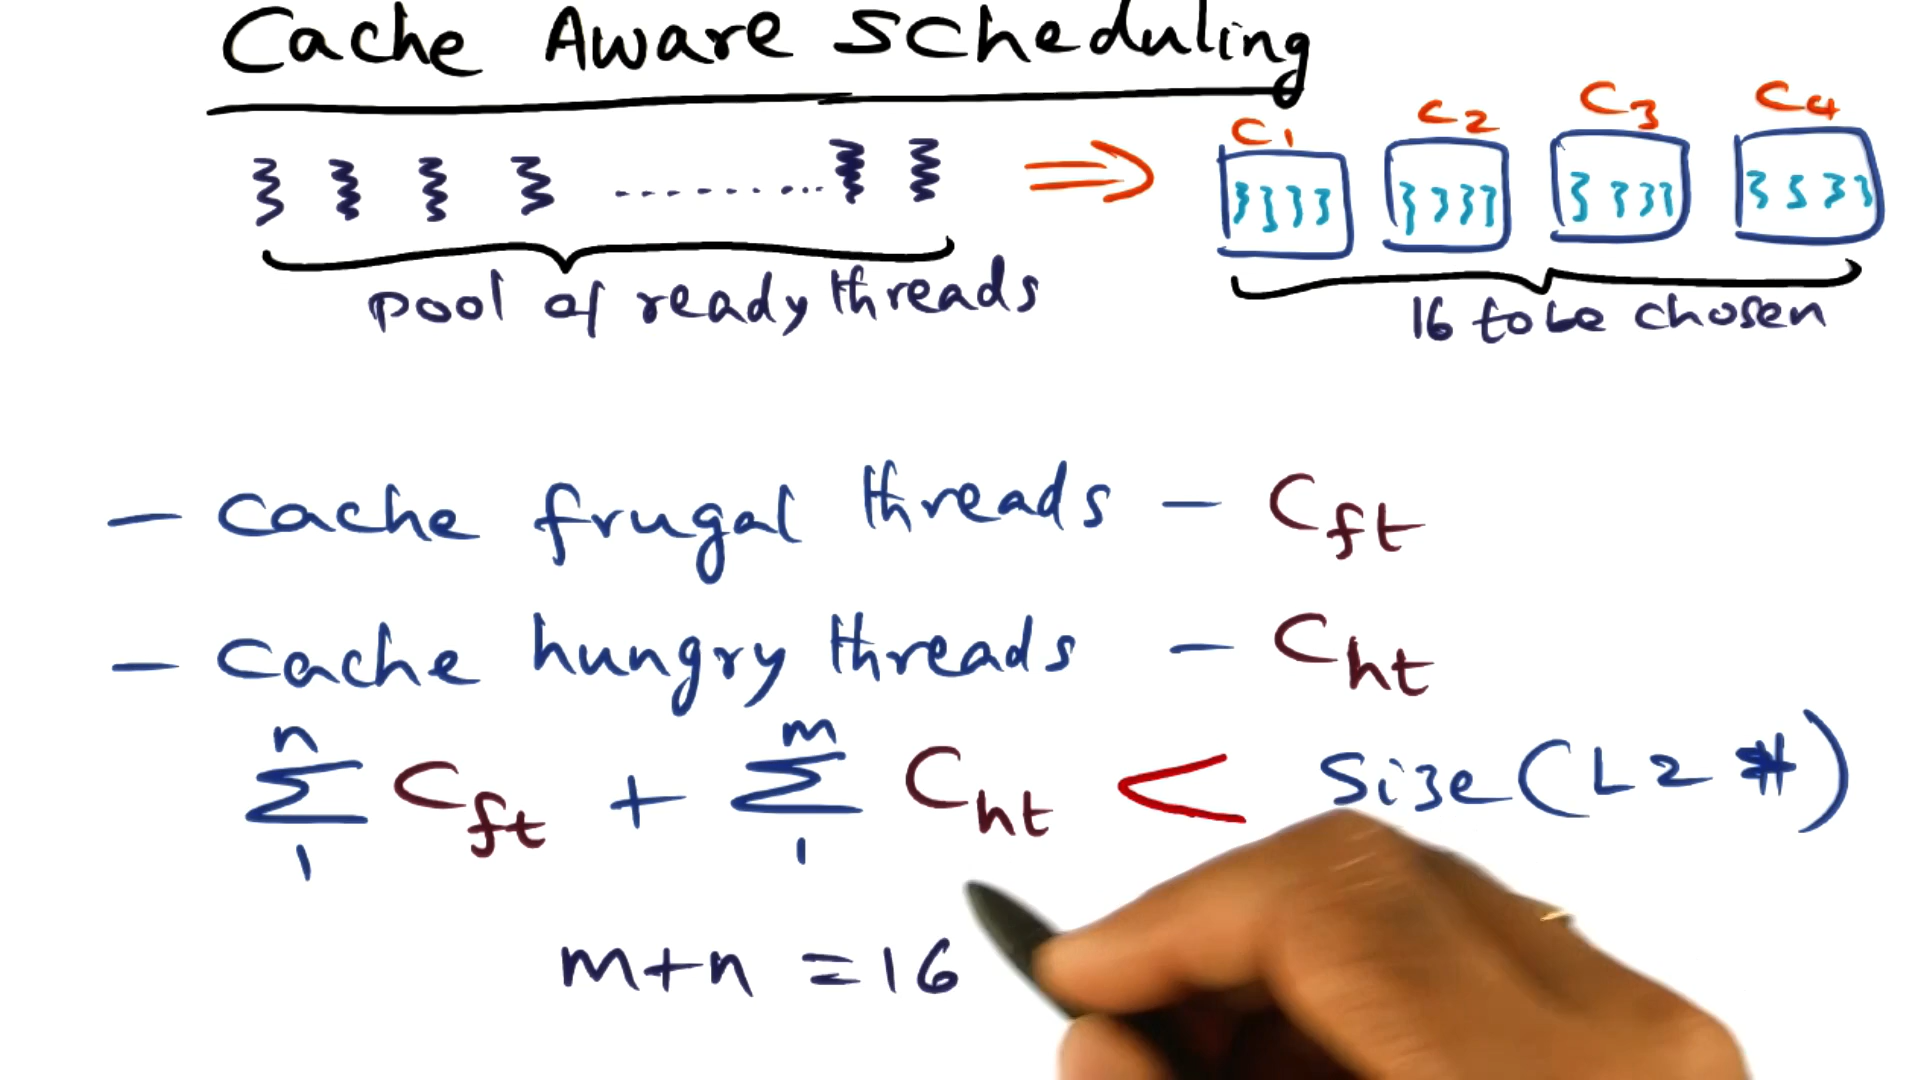 Cache Aware Scheduling
C1 C2 C3 C4
pool of ready threads
16 to be chosen
- Cache frugal threads - Cft
- Cache hungry threads - Cht
n m
Σ Cft + Σ Cht < Size (L2 $)
1 1
m+n = 16